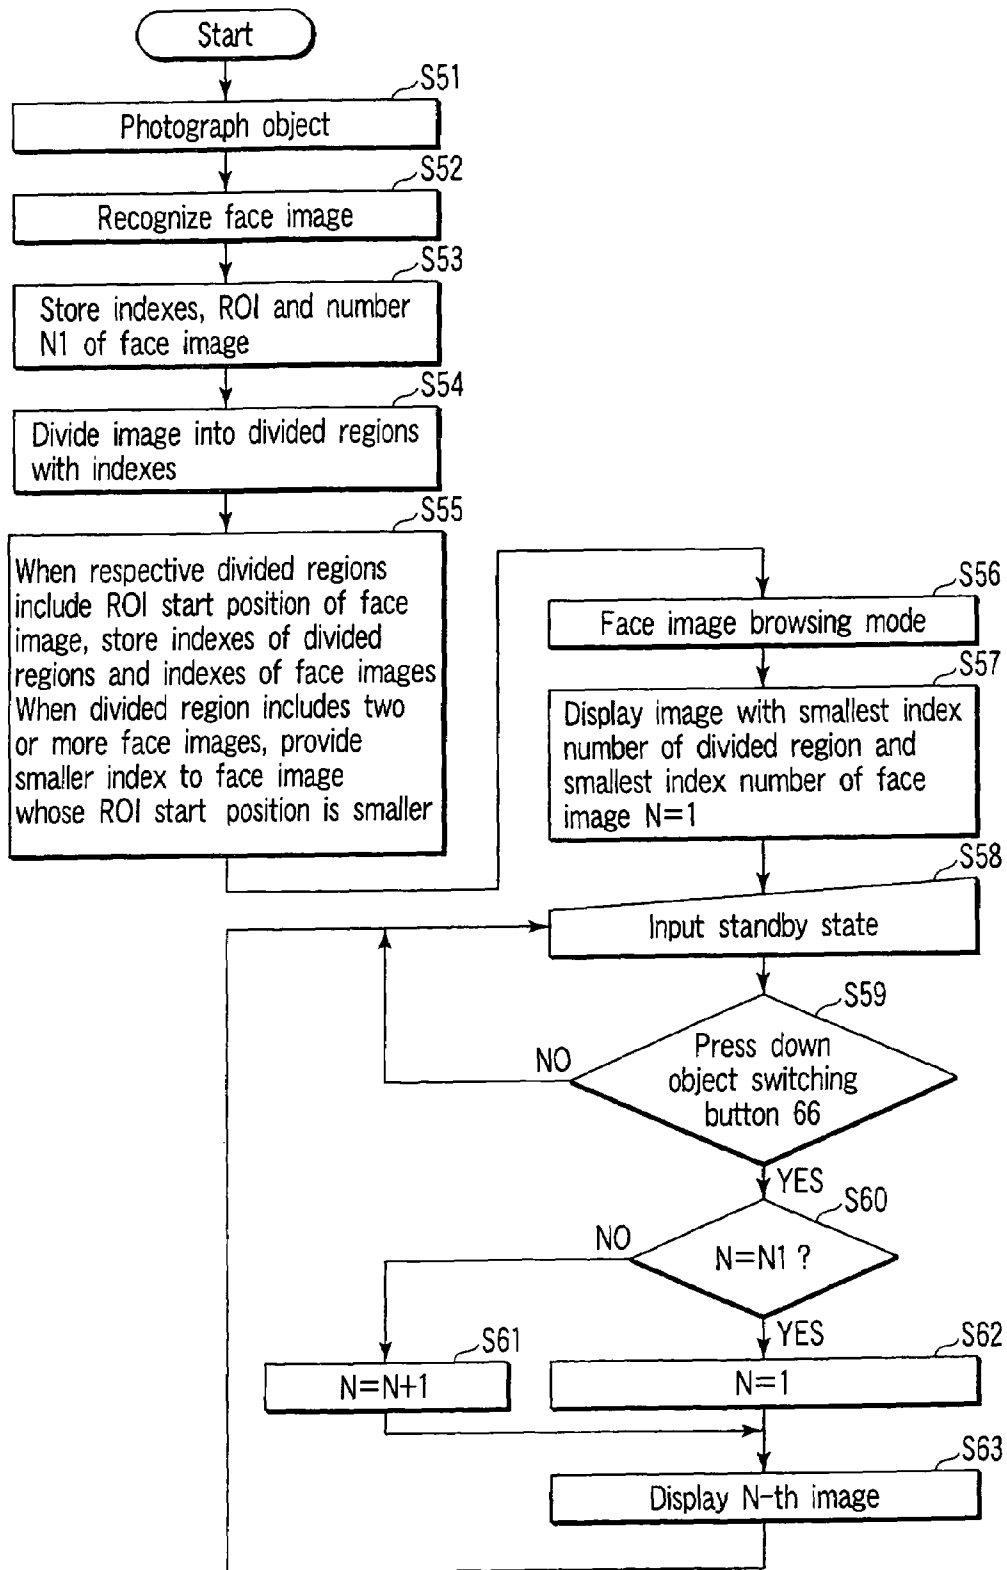 Start
S51
Photograph object
S52
Recognize face image
S53
Store indexes, ROI and number
N1 of face image
S54
Divide image into divided regions
with indexes
S55
When respective divided regions
include ROI start position of face
image, store indexes of divided
regions and indexes of face images
When divided region includes two
or more face images, provide
smaller index to face image
whose ROI start position is smaller
S56
Face image browsing mode
S57
Display image with smallest index
number of divided region and
smallest index number of face
image N=1
S58
Input standby state
S59
Press down
object switching
button 66
NO
YES
S60
N=N1 ?
NO
YES
S61
N=N+1
S62
N=1
S63
Display N-th image